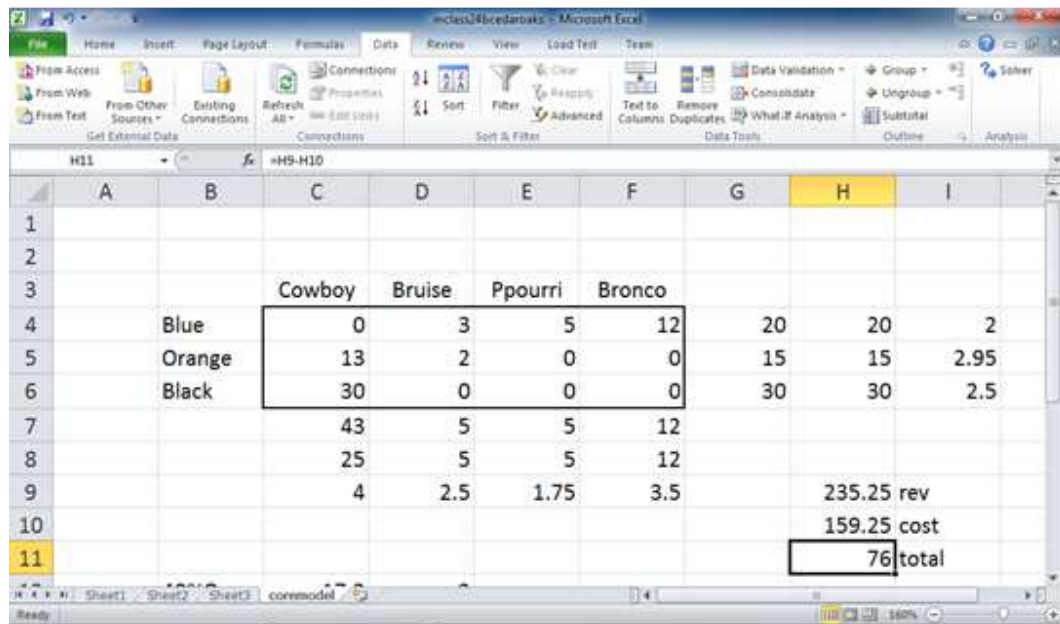 inclass24bcedaroaks - Microsoft Excel
File Home Insert Page Layout Formulas Data Review View Load Test Team
From Access
From Web
From Text
From Other Sources
Existing Connections
Get External Data
Refresh All
Connections
Properties
Edit Links
Connections
Sort
Filter
Clear
Reapply
Advanced
Sort & Filter
Text to Columns
Remove Duplicates
Data Validation
Consolidate
What-If Analysis
Data Tools
Group
Ungroup
Subtotal
Outline
Solver
Analysis
H11 fx =H9-H10
A B C D E F G H I
1
2
3 Cowboy Bruise Ppourri Bronco
4 Blue 0 3 5 12 20 20 2
5 Orange 13 2 0 0 15 15 2.95
6 Black 30 0 0 0 30 30 2.5
7 43 5 5 12
8 25 5 5 12
9 4 2.5 1.75 3.5 235.25 rev
10 159.25 cost
11 76 total
Sheet1 Sheet2 Sheet3 coremodel
Ready 160%